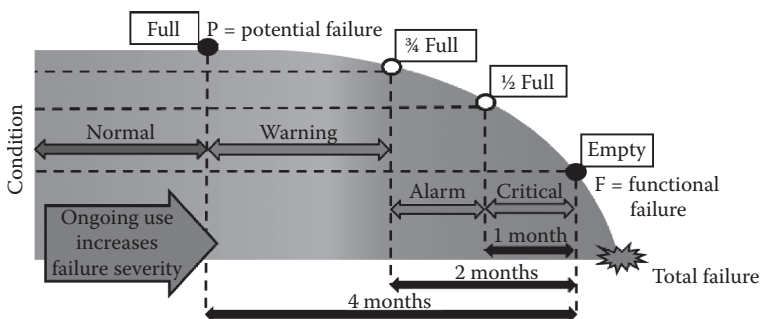 Full
P = potential failure
¾ Full
½ Full
Condition
Normal
Warning
Empty
Alarm
Critical
F = functional
failure
Ongoing use
increases
failure severity
1 month
2 months
Total failure
4 months